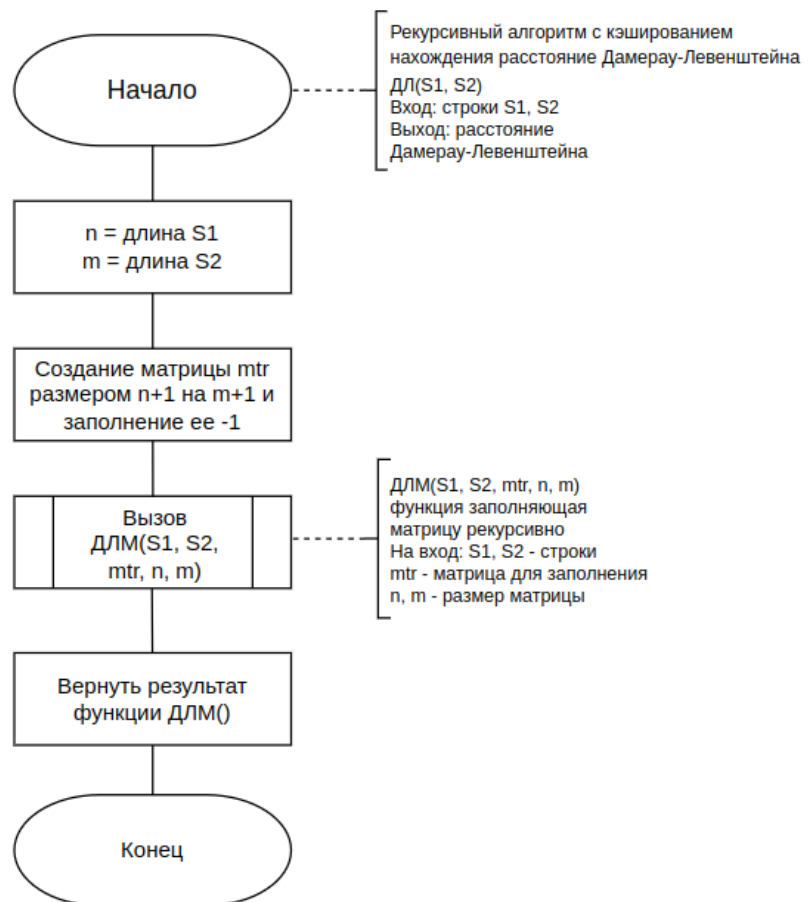 Начало
Рекурсивный алгоритм с кэшированием
нахождения расстояние Дамерау-Левенштейна
ДЛ(S1, S2)
Вход: строки S1, S2
Выход: расстояние
Дамерау-Левенштейна
n = длина S1
m = длина S2
Создание матрицы mtr
размером n+1 на m+1 и
заполнение ее -1
Вызов
ДЛМ(S1, S2,
mtr, n, m)
ДЛМ(S1, S2, mtr, n, m)
функция заполняющая
матрицу рекурсивно
На вход: S1, S2 - строки
mtr - матрица для заполнения
n, m - размер матрицы
Вернуть результат
функции ДЛМ()
Конец